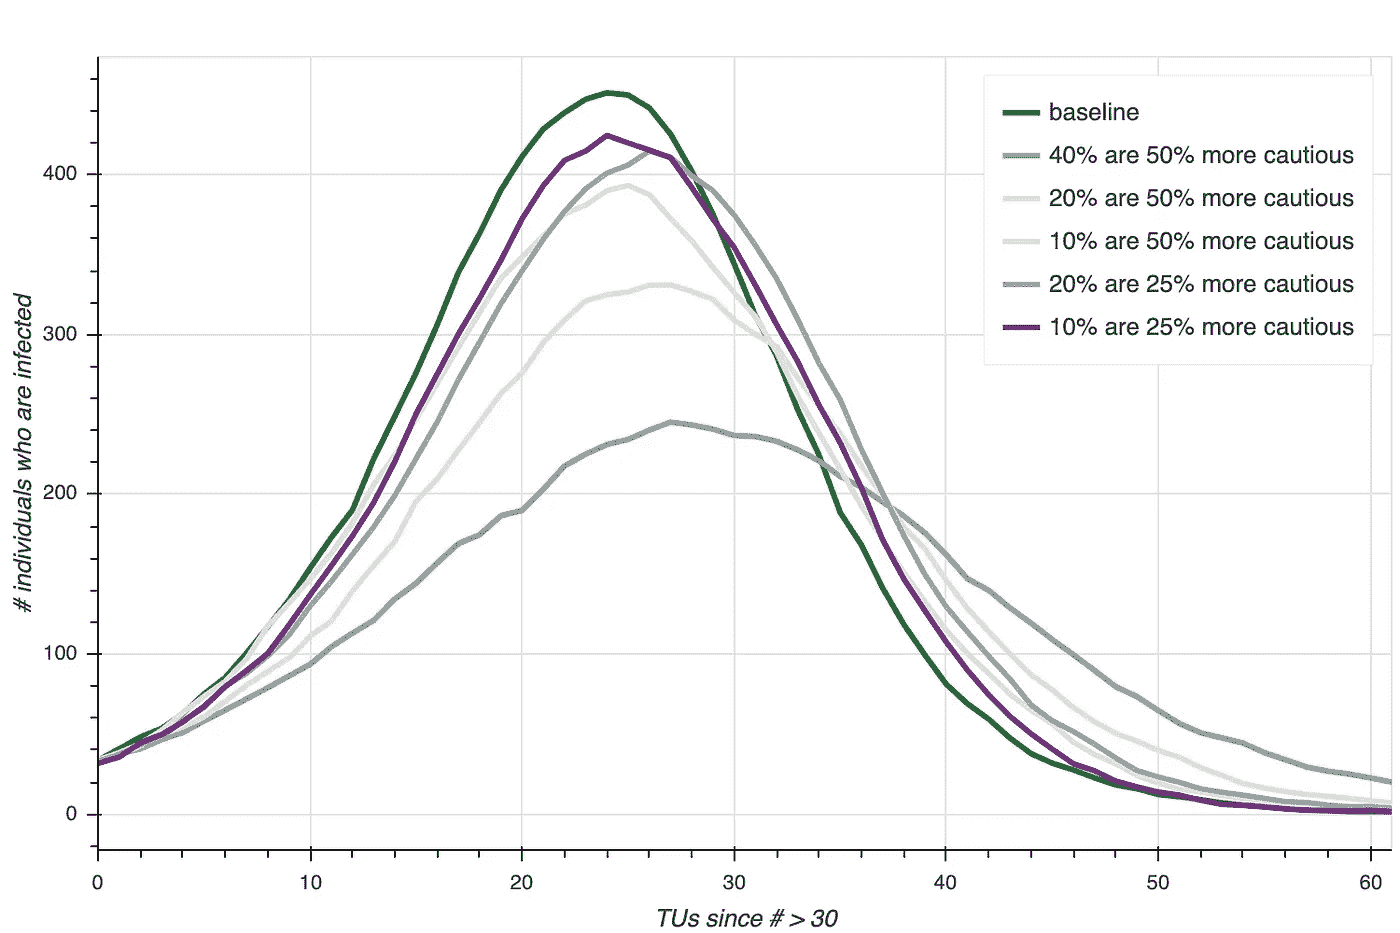 baseline
40% are 50% more cautious
20% are 50% more cautious
10% are 50% more cautious
20% are 25% more cautious
10% are 25% more cautious
# individuals who are infected
400
300
200
100
0
0 10 20 30 40 50 60
TUs since # > 30